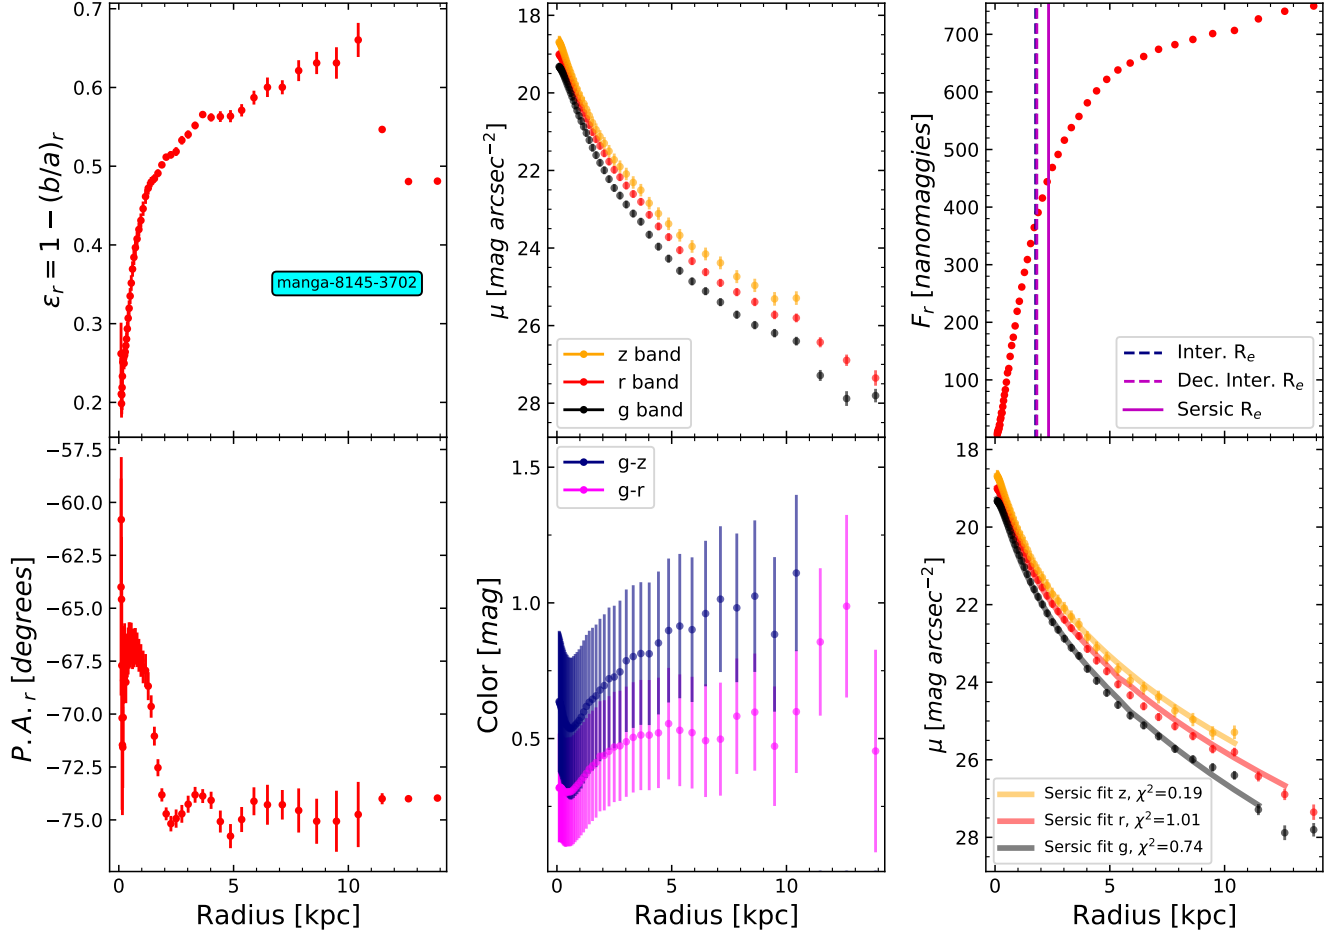 0.7
0.6
0.5
0.4
0.3
0.2
ε_r = 1 − (b/a)_r
manga-8145-3702
18
20
22
24
26
28
μ [mag arcsec⁻²]
z band
r band
g band
700
600
500
400
300
200
100
F_r [nanomaggies]
Inter. R_e
Dec. Inter. R_e
Sersic R_e
−57.5
−60.0
−62.5
−65.0
−67.5
−70.0
−72.5
−75.0
P.A._r [degrees]
0
5
10
Radius [kpc]
g-z
g-r
1.5
1.0
0.5
Color [mag]
0
5
10
Radius [kpc]
18
20
22
24
26
28
μ [mag arcsec⁻²]
Sersic fit z, χ²=0.19
Sersic fit r, χ²=1.01
Sersic fit g, χ²=0.74
0
5
10
Radius [kpc]